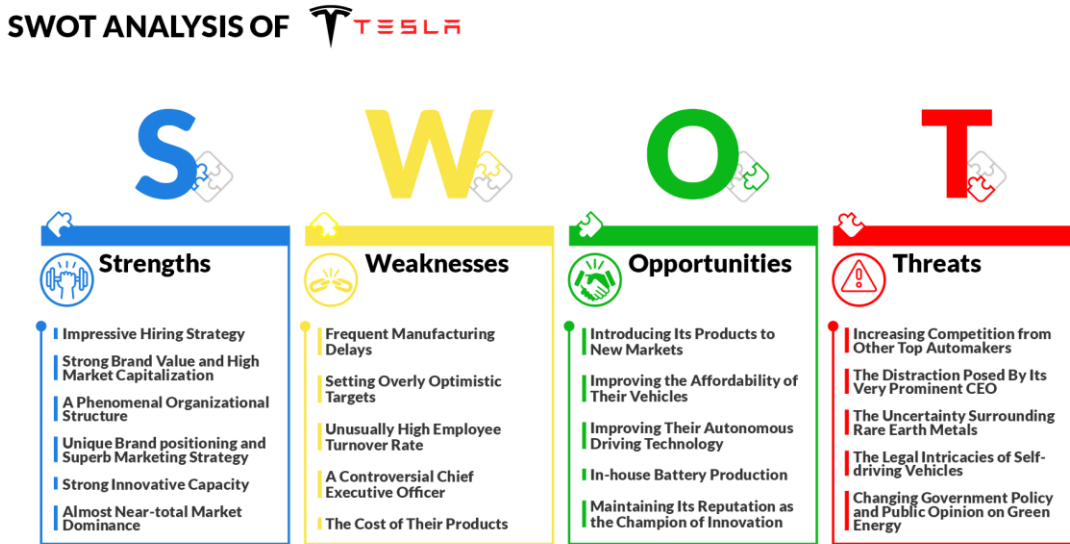 SWOT ANALYSIS OF TESLA
S
W
O
T
Strengths
Impressive Hiring Strategy
Strong Brand Value and High
Market Capitalization
A Phenomenal Organizational
Structure
Unique Brand positioning and
Superb Marketing Strategy
Strong Innovative Capacity
Almost Near-total Market
Dominance
Weaknesses
Frequent Manufacturing
Delays
Setting Overly Optimistic
Targets
Unusually High Employee
Turnover Rate
A Controversial Chief
Executive Officer
The Cost of Their Products
Opportunities
Introducing Its Products to
New Markets
Improving the Affordability of
Their Vehicles
Improving Their Autonomous
Driving Technology
In-house Battery Production
Maintaining Its Reputation as
the Champion of Innovation
Threats
Increasing Competition from
Other Top Automakers
The Distraction Posed By Its
Very Prominent CEO
The Uncertainty Surrounding
Rare Earth Metals
The Legal Intricacies of Self-
driving Vehicles
Changing Government Policy
and Public Opinion on Green
Energy